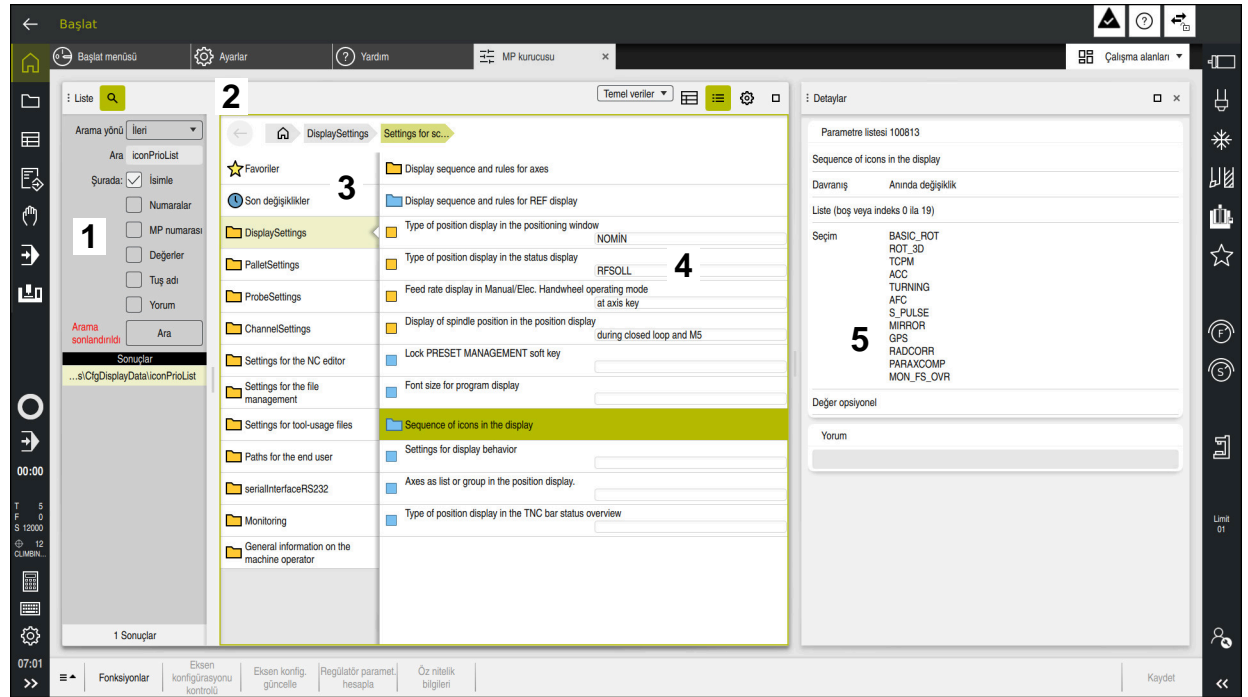 Başlat
Başlat menüsü
Ayarlar
Yardım
MP kurucusu
Çalışma alanları
Liste
2
Temel veriler
Detaylar
Arama yönü İleri
Ara iconPrioList
Şurada: İsimle
Numaralar
MP numarası
1
Değerler
Tuş adı
Yorum
Arama sonlandırıldı
Ara
Sonuçlar
...s\CfgDisplayData\iconPrioList
1 Sonuçlar
DisplaySettings
Settings for sc...
Favoriler
3
Son değişiklikler
DisplaySettings
PalletSettings
ProbeSettings
ChannelSettings
Settings for the NC editor
Settings for the file
management
Settings for tool-usage files
Paths for the end user
serialInterfaceRS232
Monitoring
General information on the
machine operator
Display sequence and rules for axes
Display sequence and rules for REF display
Type of position display in the positioning window
NOMİN
Type of position display in the status display
RFSOLL
4
Feed rate display in Manual/Elec. Handwheel operating mode
at axis key
Display of spindle position in the position display
during closed loop and M5
Lock PRESET MANAGEMENT soft key
Font size for program display
Sequence of icons in the display
Settings for display behavior
Axes as list or group in the position display.
Type of position display in the TNC bar status overview
Parametre listesi 100813
Sequence of icons in the display
Davranış Anında değişiklik
Liste (boş veya indeks 0 ila 19)
Seçim BASIC_ROT
ROT_3D
TCPM
ACC
TURNING
AFC
S_PULSE
MIRROR
GPS
RADCORR
PARAXCOMP
MON_FS_OVR
5
Değer opsiyonel
Yorum
00:00
T 5
F 0
S 12000
12
CLIMBIN...
07:01
F
S
Limit
01
Fonksiyonlar
Eksen
konfigürasyonu
kontrolü
Eksen konfig.
güncelle
Regülatör paramet.
hesapla
Öz nitelik
bilgileri
Kaydet